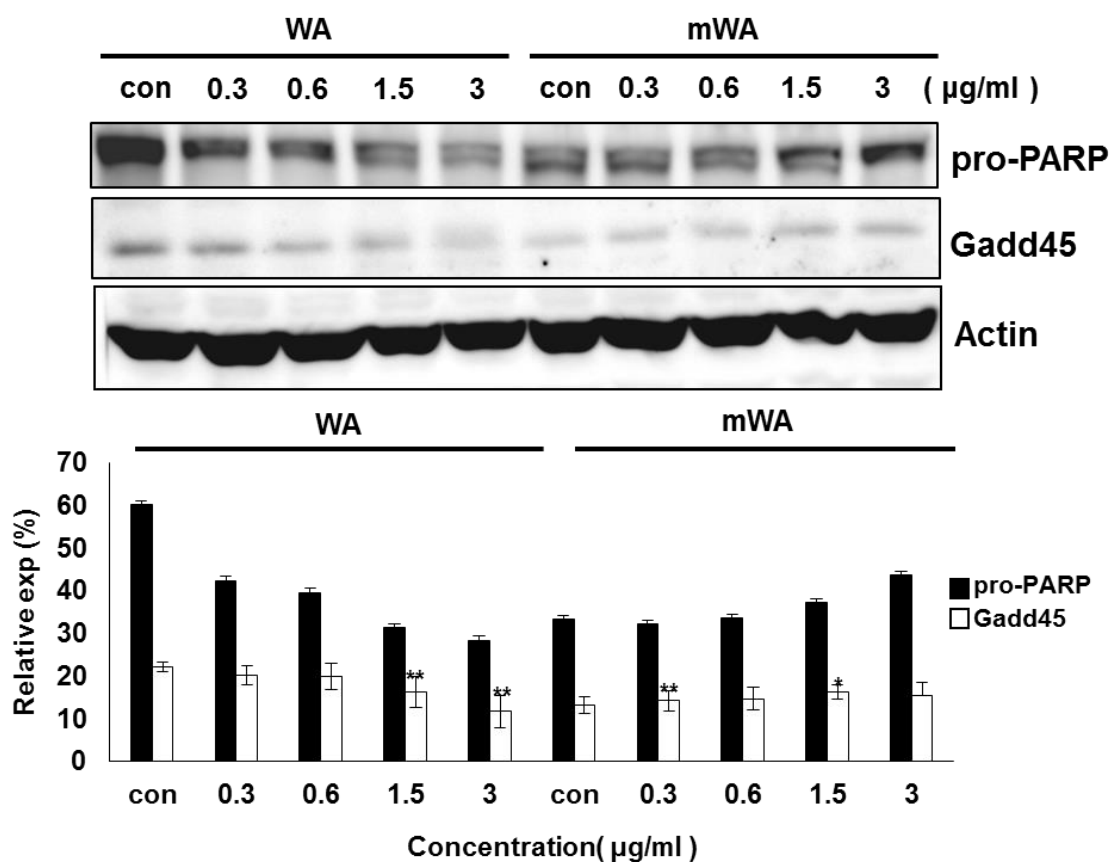 WA mWA
con 0.3 0.6 1.5 3 con 0.3 0.6 1.5 3 ( µg/ml )
pro-PARP
Gadd45
Actin
WA mWA
70
60
50
40
30
20
10
0
Relative exp (%)
** ** ** *
pro-PARP
Gadd45
con 0.3 0.6 1.5 3 con 0.3 0.6 1.5 3
Concentration( µg/ml )